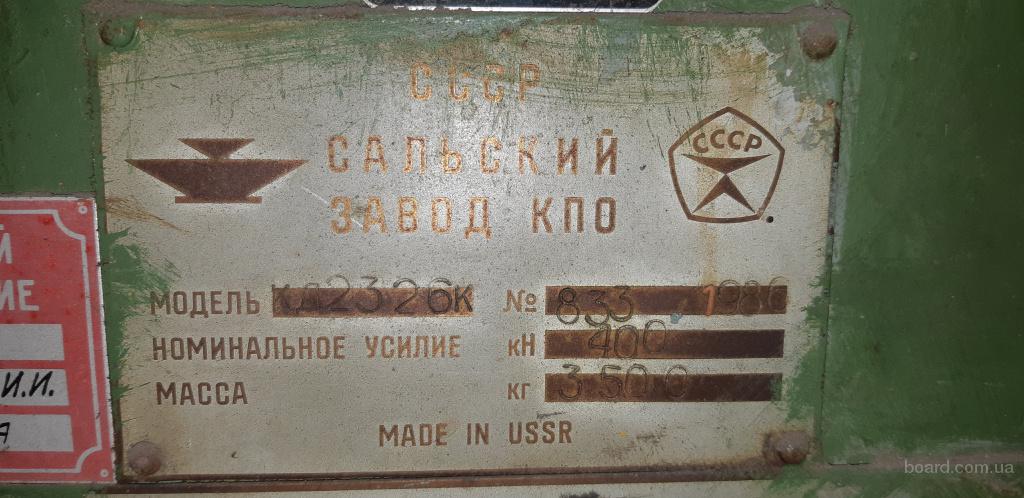 СССР
САЛЬСКИЙ
ЗАВОД КПО
СССР
МОДЕЛЬ КД2326К № 833 1986
НОМИНАЛЬНОЕ УСИЛИЕ кН 400
МАССА кг 3500
MADE IN USSR
Й
ИЕ
И.И.
board.com.ua